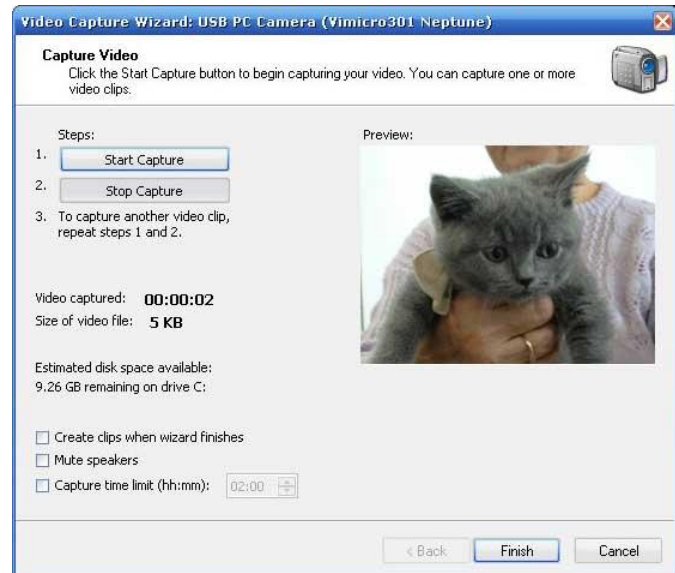 Video Capture Wizard: USB PC Camera (Vimicro301 Neptune)
Capture Video
Click the Start Capture button to begin capturing your video. You can capture one or more
video clips.
Steps:
Preview:
1. Start Capture
2. Stop Capture
3. To capture another video clip,
repeat steps 1 and 2.
Video captured: 00:00:02
Size of video file: 5 KB
Estimated disk space available:
9.26 GB remaining on drive C:
Create clips when wizard finishes
Mute speakers
Capture time limit (hh:mm): 02:00
< Back Finish Cancel